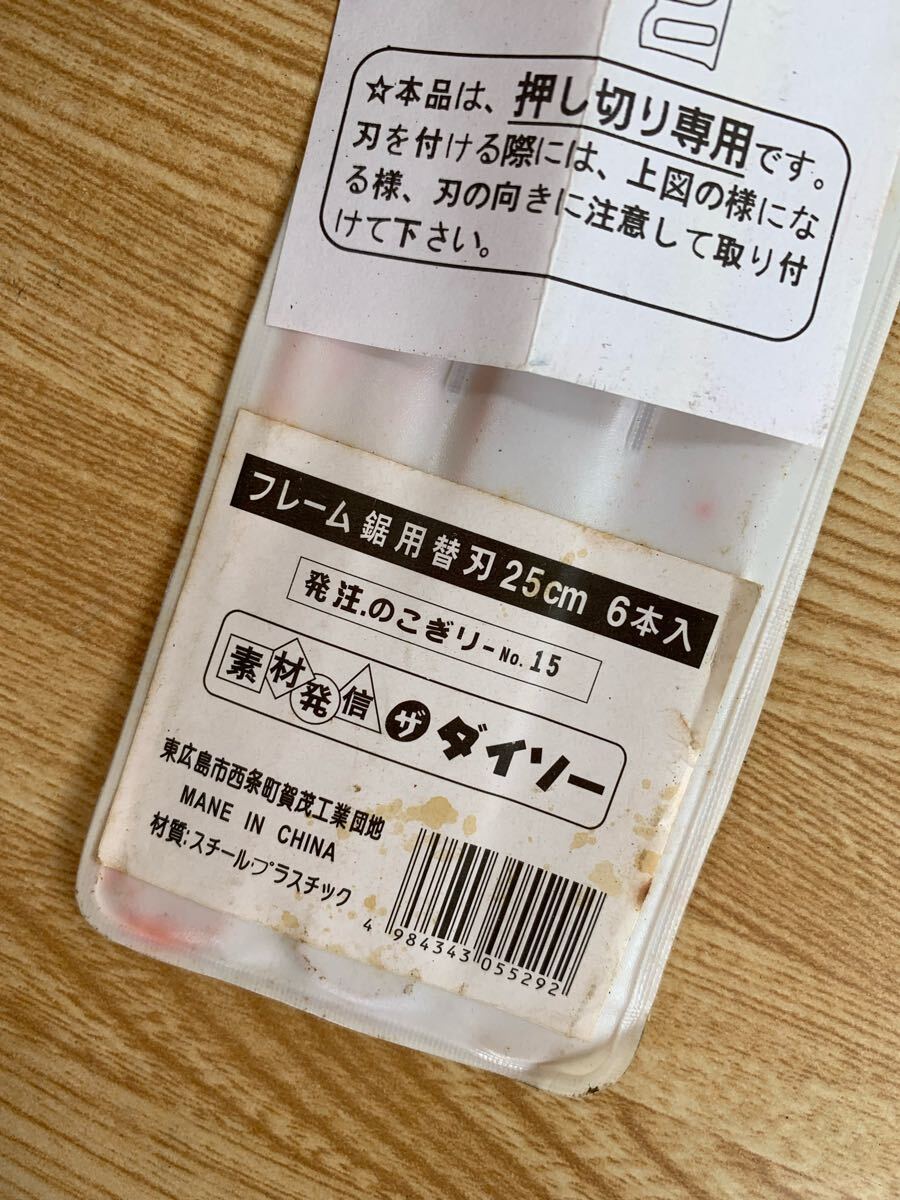 ☆本品は、押し切り専用です。
刃を付ける際には、上図の様にな
る様、刃の向きに注意して取り付
けて下さい。
フレーム鋸用替刃25cm 6本入
発注.のこぎりーNo.15
素材発信 ザ ダイソー
東広島市西条町賀茂工業団地
MANE IN CHINA
材質:スチール・プラスチック
4 984343 055292